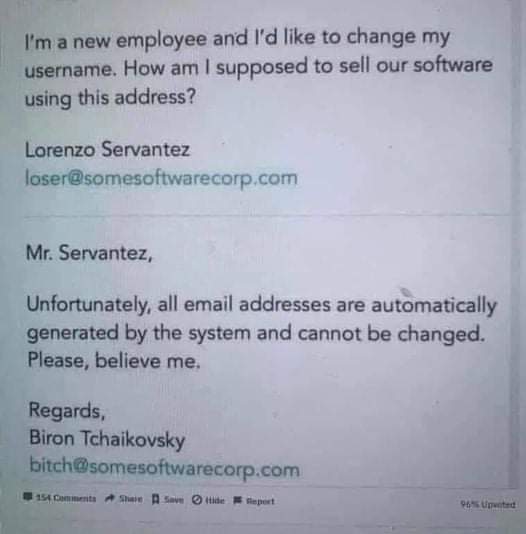 I'm a new employee and I'd like to change my
username. How am I supposed to sell our software
using this address?
Lorenzo Servantez
loser@somesoftwarecorp.com
Mr. Servantez,
Unfortunately, all email addresses are automatically
generated by the system and cannot be changed.
Please, believe me.
Regards,
Biron Tchaikovsky
bitch@somesoftwarecorp.com
154 Comments Share Save Hide Report 96% Upvoted